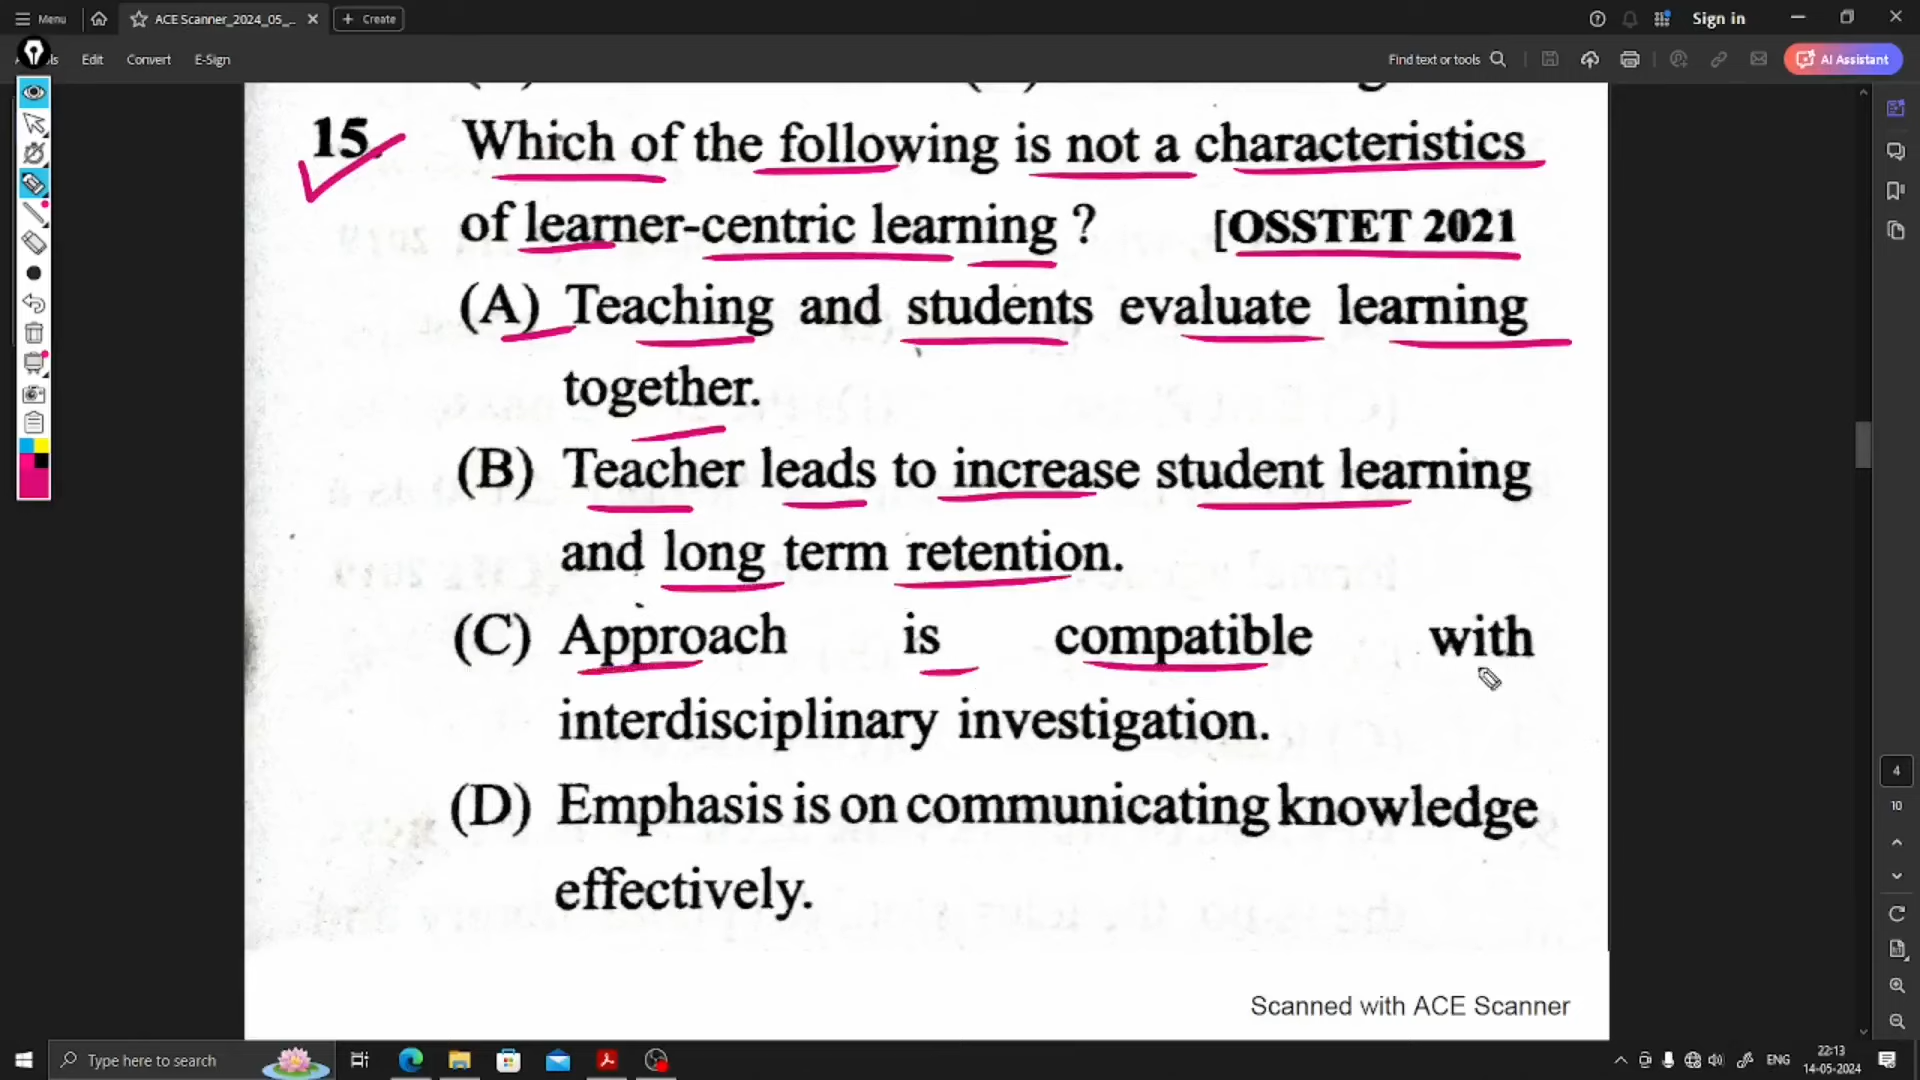 Menu
ACE Scanner_2024_05_...
Create
Sign in
Edit
Convert
E-Sign
Find text or tools
AI Assistant
15. Which of the following is not a characteristics
of learner-centric learning ? [OSSTET 2021
(A) Teaching and students evaluate learning
together.
(B) Teacher leads to increase student learning
and long term retention.
(C) Approach is compatible with
interdisciplinary investigation.
(D) Emphasis is on communicating knowledge
effectively.
Scanned with ACE Scanner
4
10
Type here to search
ENG
22:13
14-05-2024